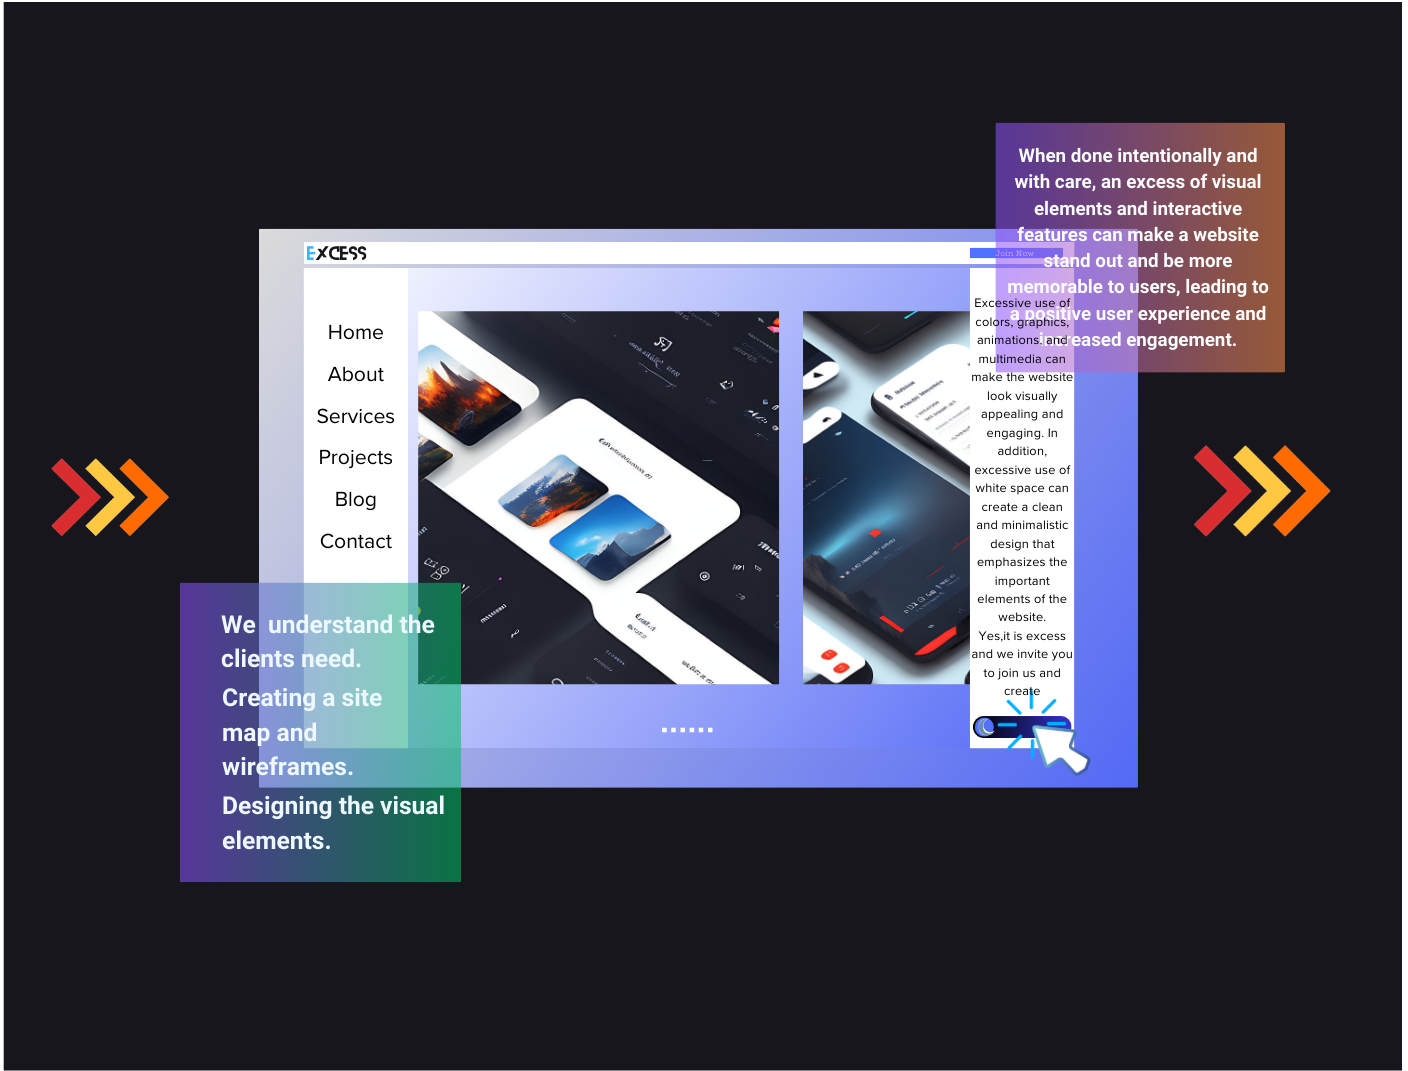 When done intentionally and
with care, an excess of visual
elements and interactive
features can make a website
stand out and be more
memorable to users, leading to
a positive user experience and
increased engagement.
EXCESS
Join Now
Home
About
Services
Projects
Blog
Contact
Excessive use of
colors, graphics,
animations, and
multimedia can
make the website
look visually
appealing and
engaging. In
addition,
excessive use of
white space can
create a clean
and minimalistic
design that
emphasizes the
important
elements of the
website.
Yes,it is excess
and we invite you
to join us and
create
We understand the
clients need.
Creating a site
map and
wireframes.
Designing the visual
elements.